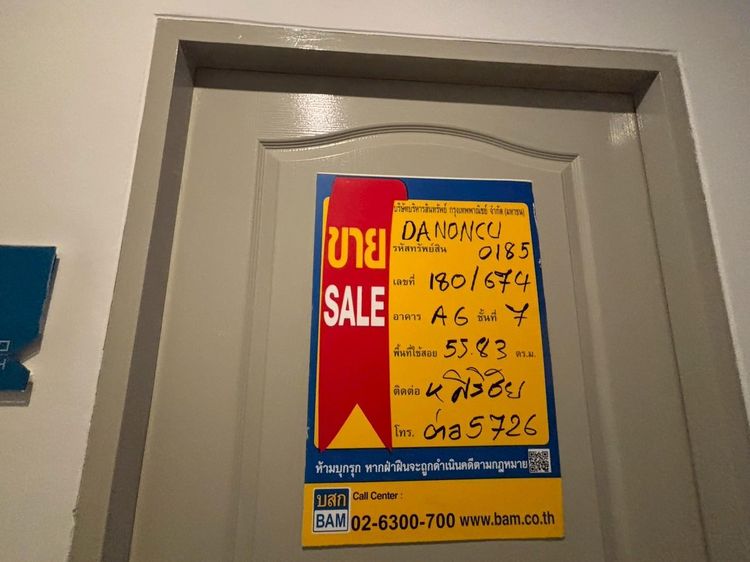 ขาย
SALE
บริษัทบริหารสินทรัพย์ กรุงเทพพาณิชย์ จำกัด (มหาชน)
DANONCU
รหัสทรัพย์สิน 0185
เลขที่ 180/674
อาคาร A6 ชั้นที่ 7
พื้นที่ใช้สอย 55.83 ตร.ม.
ติดต่อ
โทร. ต่อ 5726
ห้ามบุกรุก หากฝ่าฝืนจะถูกดำเนินคดีตามกฎหมาย
บสก
BAM
Call Center :
02-6300-700 www.bam.co.th